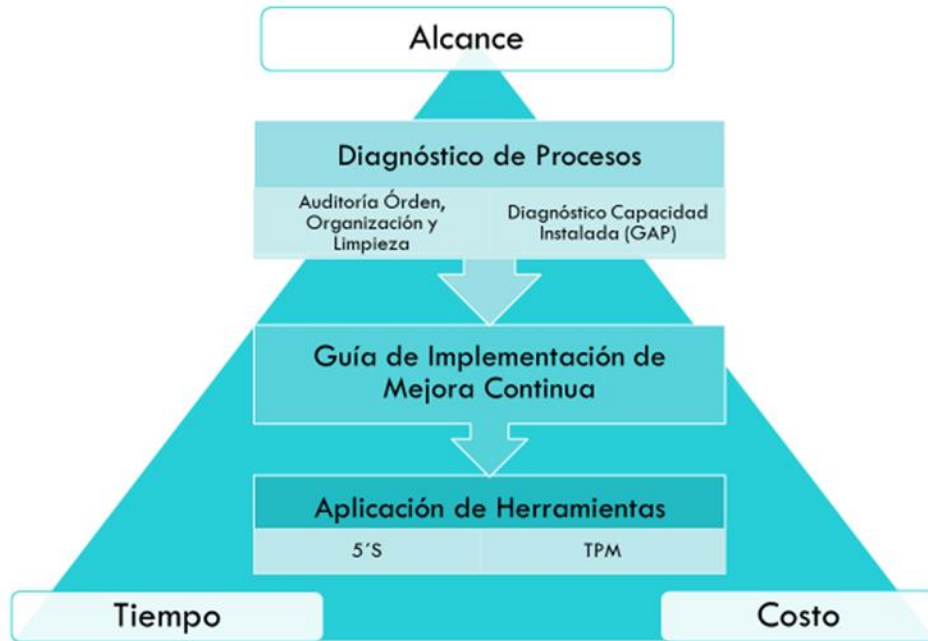 Alcance
Diagnóstico de Procesos
Auditoría Órden,
Organización y
Limpieza
Diagnóstico Capacidad
Instalada (GAP)
Guía de Implementación de
Mejora Continua
Aplicación de Herramientas
5´S
TPM
Tiempo
Costo